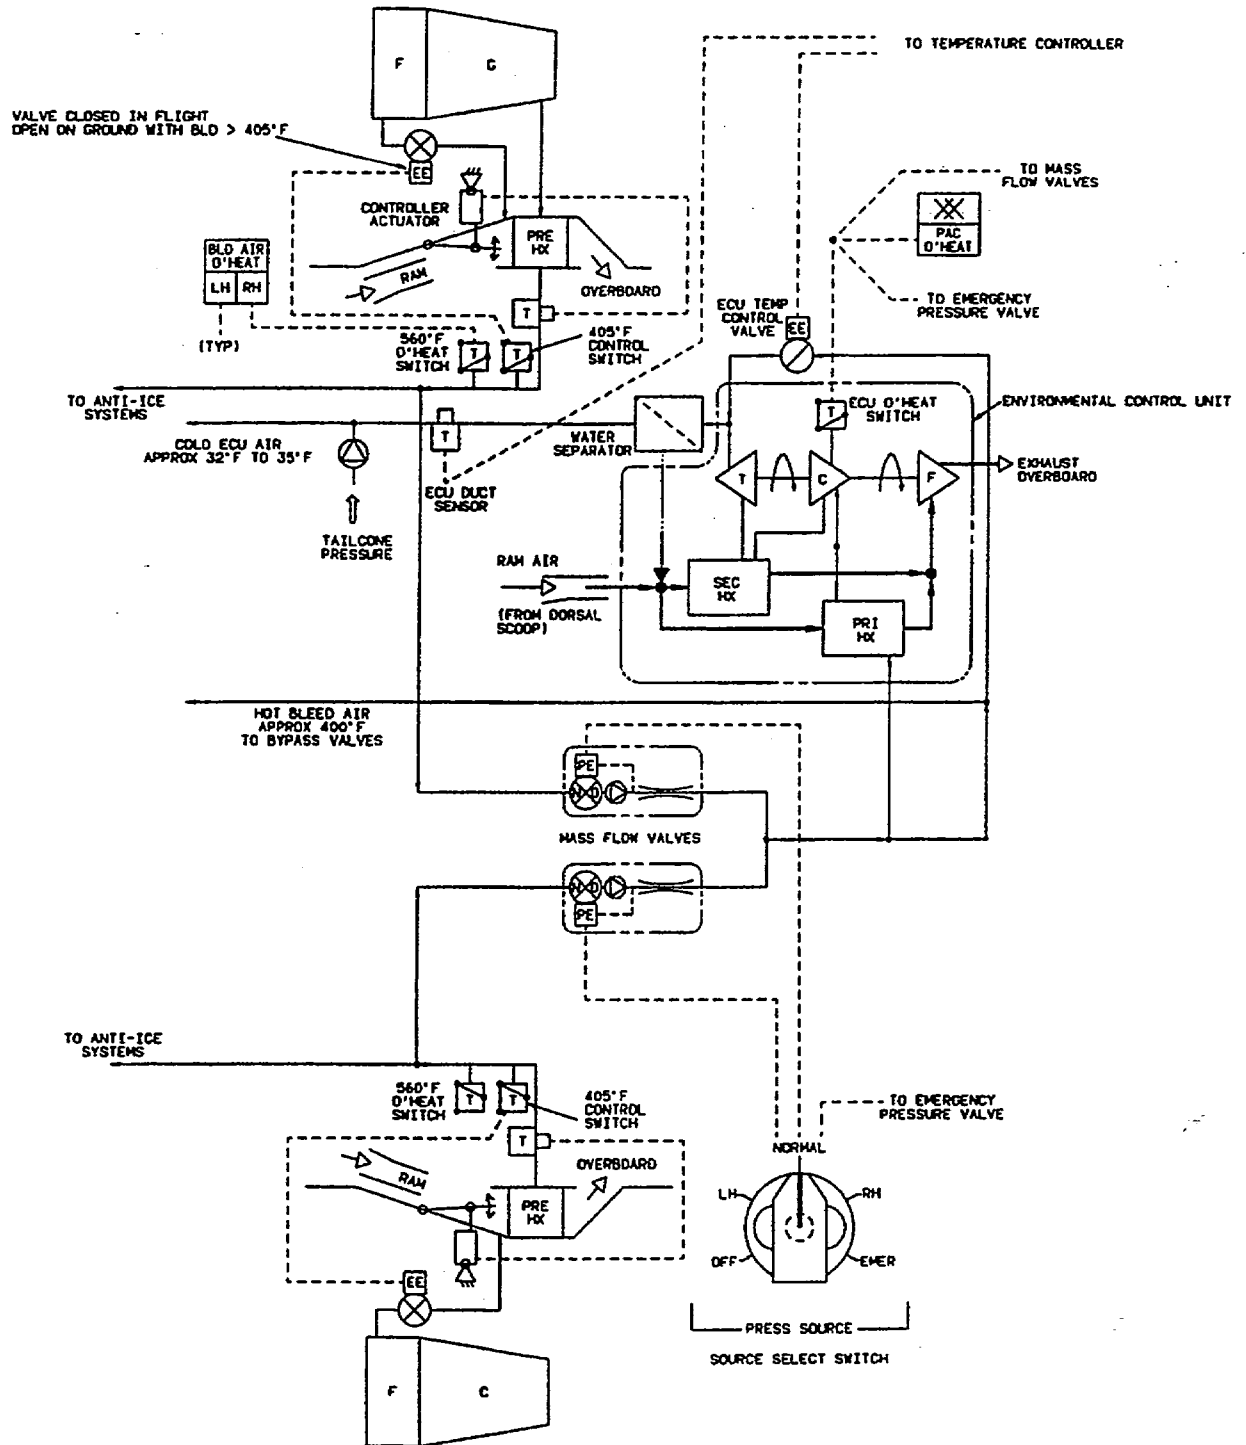 TO TEMPERATURE CONTROLLER
F
G
VALVE CLOSED IN FLIGHT
OPEN ON GROUND WITH BLD > 405°F
EE
CONTROLLER
ACTUATOR
PRE
HX
RAM
OVERBOARD
BLD AIR
O'HEAT
LH
RH
(TYP)
T
560°F
O'HEAT
SWITCH
T
T
405°F
CONTROL
SWITCH
TO MASS
FLOW VALVES
PAC
O'HEAT
TO EMERGENCY
PRESSURE VALVE
ECU TEMP
CONTROL
VALVE
EE
TO ANTI-ICE
SYSTEMS
COLD ECU AIR
APPROX 32°F TO 35°F
T
ECU DUCT
SENSOR
TAILCONE
PRESSURE
WATER
SEPARATOR
T
ECU O'HEAT
SWITCH
ENVIRONMENTAL CONTROL UNIT
T
C
F
EXHAUST
OVERBOARD
RAM AIR
(FROM DORSAL
SCOOP)
SEC
HX
PRI
HX
HOT BLEED AIR
APPROX 400°F
TO BYPASS VALVES
PE
N
O
MASS FLOW VALVES
N
O
PE
TO ANTI-ICE
SYSTEMS
560°F
O'HEAT
SWITCH
T
T
405°F
CONTROL
SWITCH
T
RAM
OVERBOARD
PRE
HX
EE
F
C
TO EMERGENCY
PRESSURE VALVE
NORMAL
LH
RH
OFF
EMER
PRESS SOURCE
SOURCE SELECT SWITCH